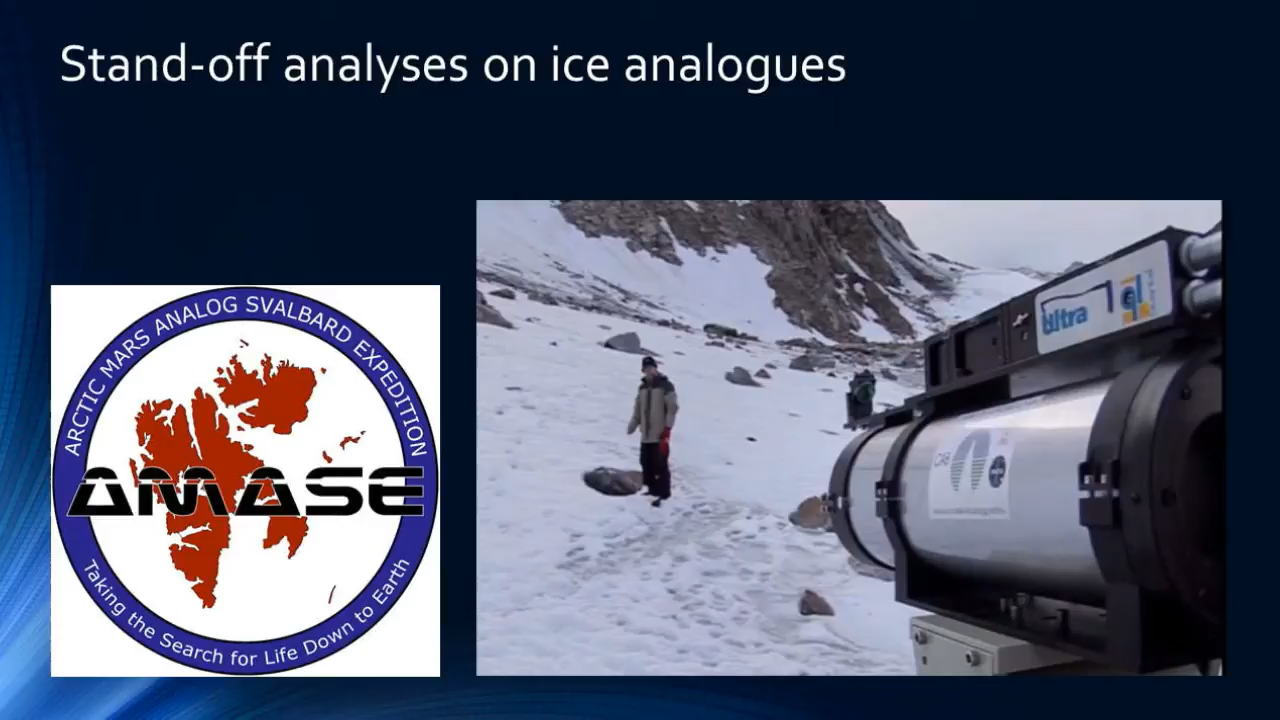 Stand-off analyses on ice analogues
ARCTIC MARS ANALOG SVALBARD EXPEDITION
AMASE
Taking the Search for Life Down to Earth
Ultra
CAB